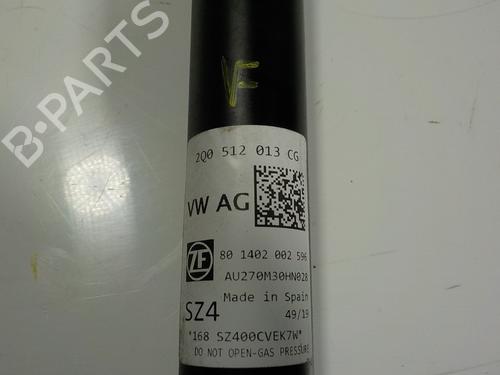 B-PARTS
VF
2Q0 512 013 CG
VW AG
ZF
80 1402 002 596
AU270M30HN028
Made in Spain
SZ4
49/19
*168 SZ400CVEK7W*
DO NOT OPEN-GAS PRESSURE